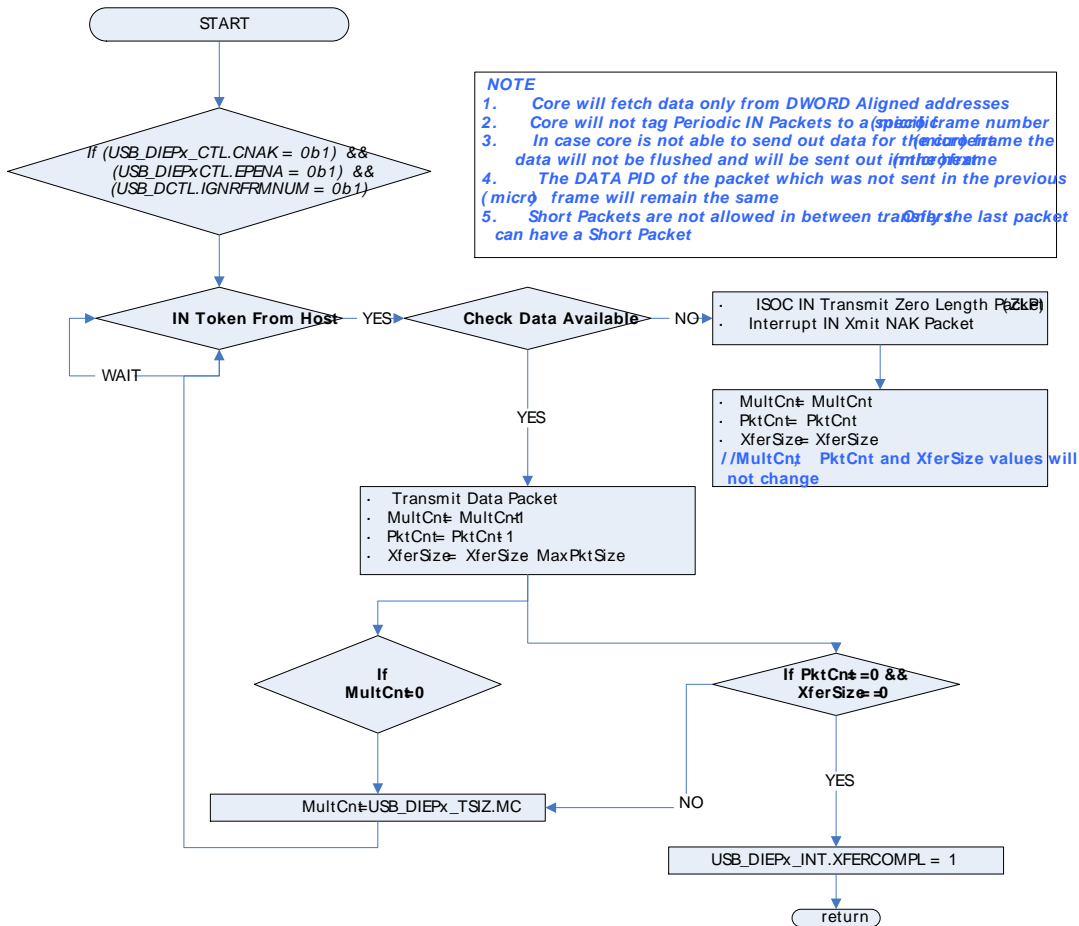 START
NOTE
1. Core will fetch data only from DWORD Aligned addresses
2. Core will not tag Periodic IN Packets to a specific (micro) frame number
3. In case core is not able to send out data for the current (micro) frame the
data will not be flushed and will be sent out in the next (micro) frame
4. The DATA PID of the packet which was not sent in the previous
(micro) frame will remain the same
5. Short Packets are not allowed in between transfers. Only the last packet
can have a Short Packet
If (USB_DIEPx_CTL.CNAK = 0b1) &&
(USB_DIEPxCTL.EPENA = 0b1) &&
(USB_DCTL.IGNRFRMNUM = 0b1)
IN Token From Host
YES
Check Data Available
NO
· ISOC IN Transmit Zero Length Packet (ZLP)
· Interrupt IN Xmit NAK Packet
WAIT
YES
· MultCnt= MultCnt
· PktCnt= PktCnt
· XferSize= XferSize
//MultCnt, PktCnt and XferSize values will
not change
· Transmit Data Packet
· MultCnt= MultCnt-1
· PktCnt= PktCnt-1
· XferSize= XferSize MaxPktSize
If
MultCnt=0
If PktCnt==0 &&
XferSize==0
YES
NO
MultCnt=USB_DIEPx_TSIZ.MC
USB_DIEPx_INT.XFERCOMPL = 1
return